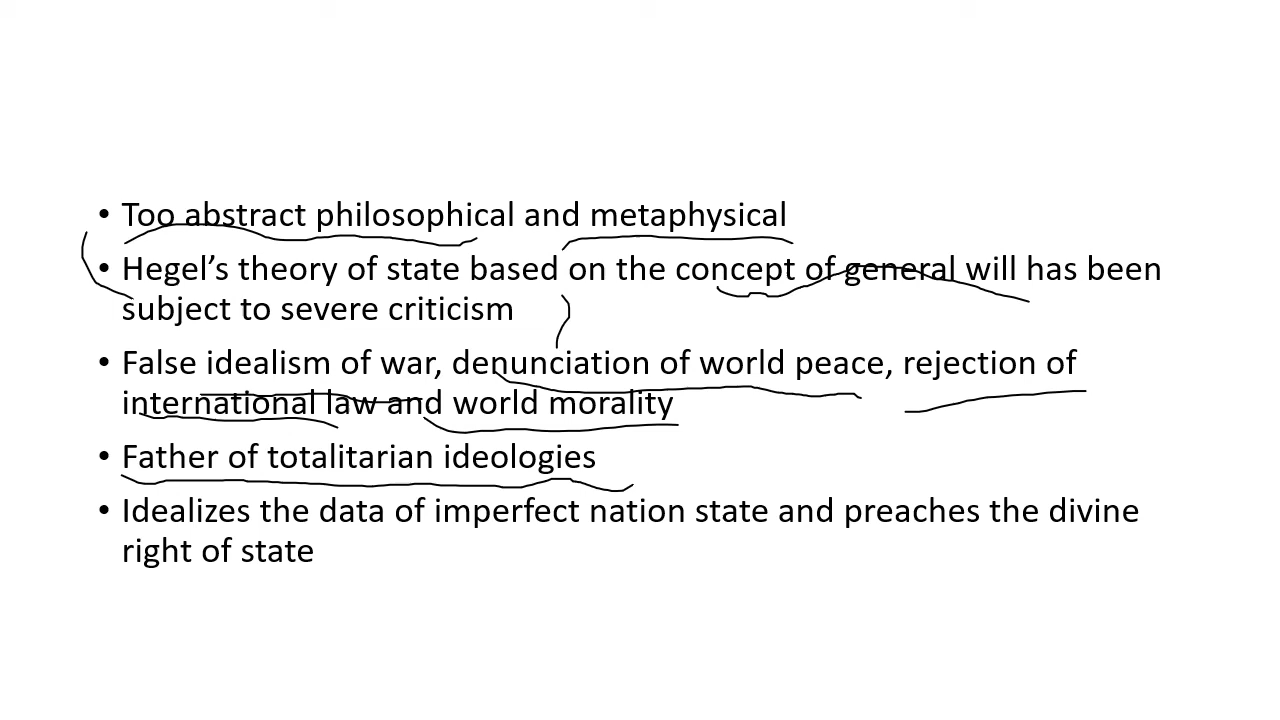 • Too abstract philosophical and metaphysical
• Hegel’s theory of state based on the concept of general will has been
subject to severe criticism
• False idealism of war, denunciation of world peace, rejection of
international law and world morality
• Father of totalitarian ideologies
• Idealizes the data of imperfect nation state and preaches the divine
right of state